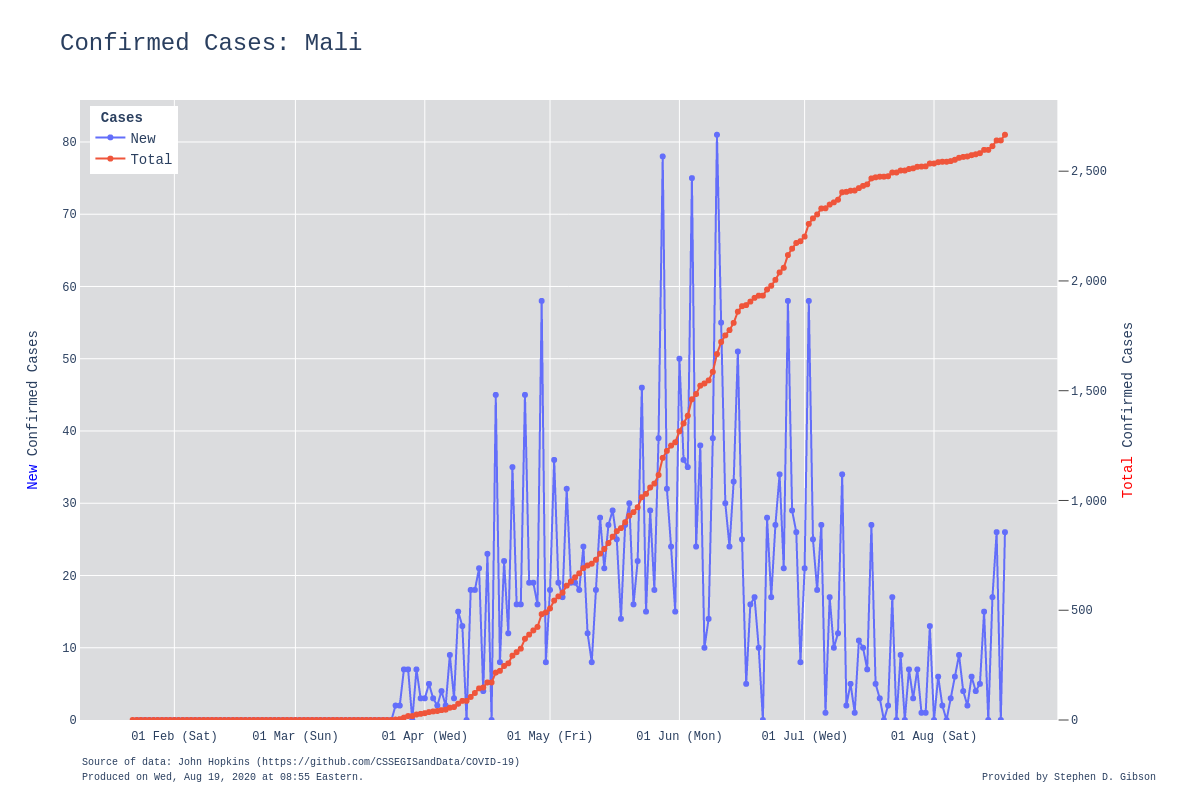 Confirmed Cases: Mali
Cases
New
Total
80
70
60
50
40
30
20
10
0
2,500
2,000
1,500
1,000
500
0
New Confirmed Cases
Total Confirmed Cases
01 Feb (Sat) 01 Mar (Sun) 01 Apr (Wed) 01 May (Fri) 01 Jun (Mon) 01 Jul (Wed) 01 Aug (Sat)
Source of data: John Hopkins (https://github.com/CSSEGISandData/COVID-19)
Produced on Wed, Aug 19, 2020 at 08:55 Eastern.
Provided by Stephen D. Gibson